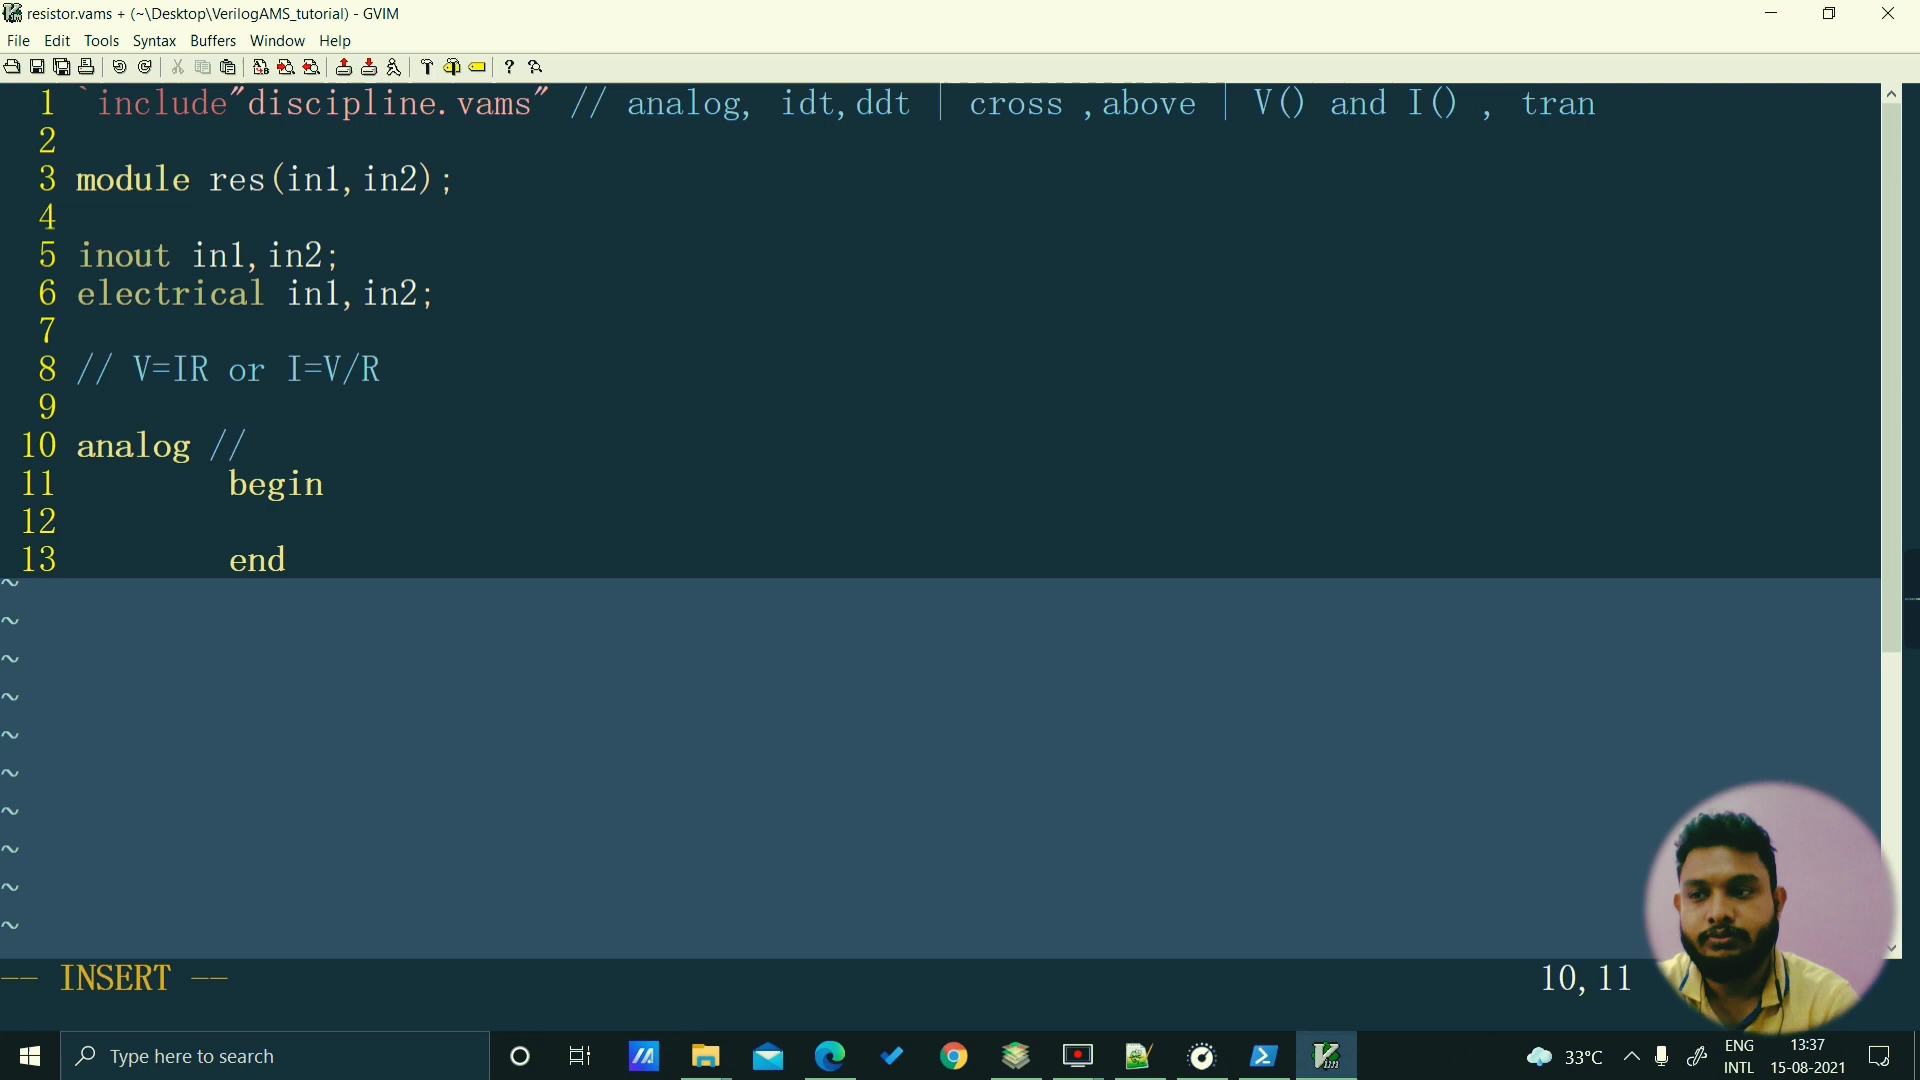 resistor.vams + (~\Desktop\VerilogAMS_tutorial) - GVIM
File Edit Tools Syntax Buffers Window Help
1 `include"discipline.vams" // analog, idt,ddt | cross ,above | V() and I() , tran
2
3 module res(in1,in2);
4
5 inout in1,in2;
6 electrical in1,in2;
7
8 // V=IR or I=V/R
9
10 analog //
11 begin
12
13 end
~
~
~
~
~
~
~
~
~
~
-- INSERT -- 10,11
Type here to search 33°C ENG 13:37
INTL 15-08-2021